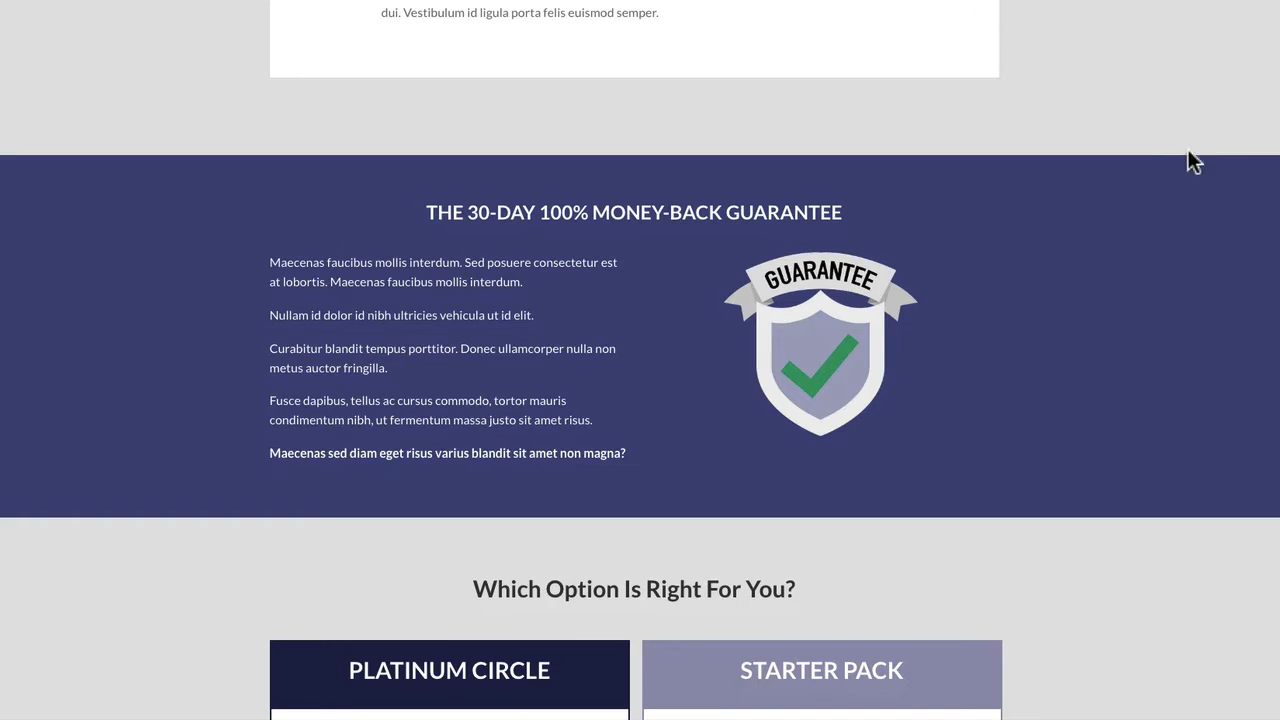 dui. Vestibulum id ligula porta felis euismod semper.
THE 30-DAY 100% MONEY-BACK GUARANTEE
Maecenas faucibus mollis interdum. Sed posuere consectetur est
at lobortis. Maecenas faucibus mollis interdum.
Nullam id dolor id nibh ultricies vehicula ut id elit.
Curabitur blandit tempus porttitor. Donec ullamcorper nulla non
metus auctor fringilla.
Fusce dapibus, tellus ac cursus commodo, tortor mauris
condimentum nibh, ut fermentum massa justo sit amet risus.
Maecenas sed diam eget risus varius blandit sit amet non magna?
GUARANTEE
Which Option Is Right For You?
PLATINUM CIRCLE
STARTER PACK